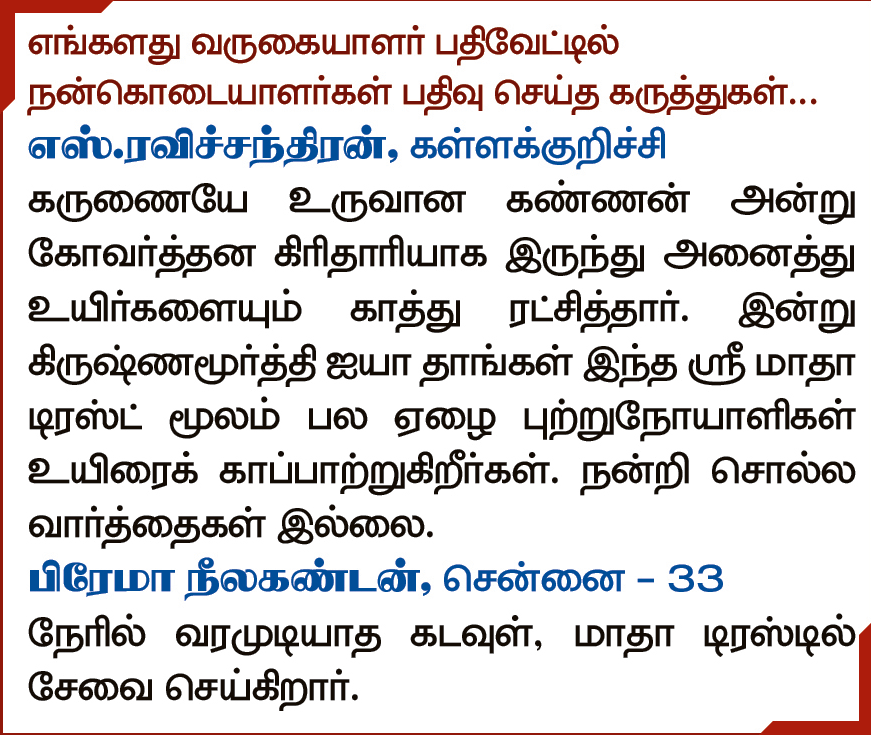 எங்களது வருகையாளர் பதிவேட்டில்
நன்கொடையாளர்கள் பதிவு செய்த கருத்துகள்...
எஸ்.ரவிச்சந்திரன், கள்ளக்குறிச்சி
கருணையே உருவான கண்ணன் அன்று
கோவர்த்தன கிரிதாரியாக இருந்து அனைத்து
உயிர்களையும் காத்து ரட்சித்தார். இன்று
கிருஷ்ணமூர்த்தி ஐயா தாங்கள் இந்த ஸ்ரீ மாதா
டிரஸ்ட் மூலம் பல ஏழை புற்றுநோயாளிகள்
உயிரைக் காப்பாற்றுகிறீர்கள். நன்றி சொல்ல
வார்த்தைகள் இல்லை.
பிரேமா நீலகண்டன், சென்னை – 33
நேரில் வரமுடியாத கடவுள், மாதா டிரஸ்டில்
சேவை செய்கிறார்.